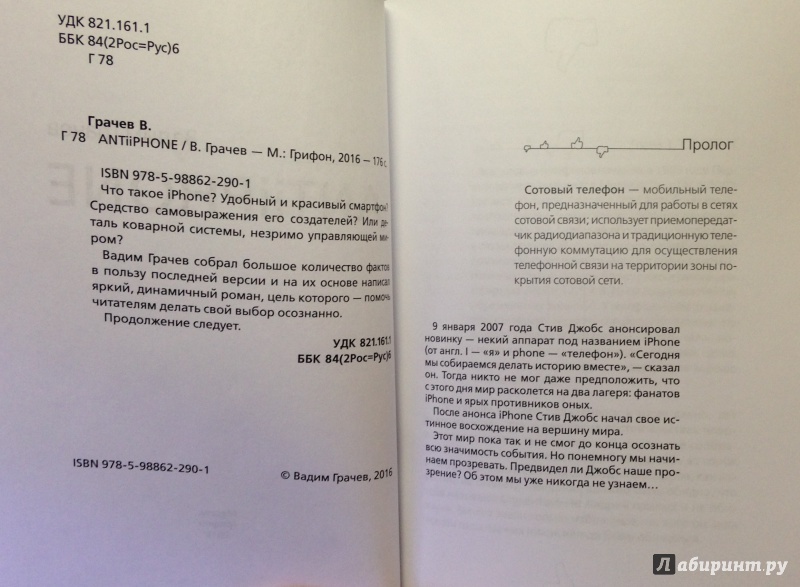 УДК 821.161.1
ББК 84(2Рос=Рус)6
Г 78
Грачев В.
Г 78 ANTiiPHONE / В. Грачев — М.: Грифон, 2016 – 176 с
ISBN 978-5-98862-290-1
Что такое iPhone? Удобный и красивый смартфон?
Средство самовыражения его создателей? Или де-
таль коварной системы, незримо управляющей ми-
ром?
Вадим Грачев собрал большое количество фактов
в пользу последней версии и на их основе написал
яркий, динамичный роман, цель которого — помочь
читателям делать свой выбор осознанно.
Продолжение следует.
УДК 821.161.1
ББК 84(2Рос=Рус)6
ISBN 978-5-98862-290-1
© Вадим Грачев, 2016
Пролог
Сотовый телефон — мобильный теле-
фон, предназначенный для работы в сетях
сотовой связи; использует приемопередат-
чик радиодиапазона и традиционную теле-
фонную коммутацию для осуществления
телефонной связи на территории зоны по-
крытия сотовой сети.
9 января 2007 года Стив Джобс анонсировал
новинку — некий аппарат под названием iPhone
(от англ. I — «я» и phone — «телефон»). «Сегодня
мы собираемся делать историю вместе», — сказал
он. Тогда никто не мог даже предположить, что
с этого дня мир расколется на два лагеря: фанатов
iPhone и ярых противников оных.
После анонса iPhone Стив Джобс начал свое ис-
тинное восхождение на вершину мира.
Этот мир пока так и не смог до конца осознать
всю значимость события. Но понемногу мы начи-
наем прозревать. Предвидел ли Джобс наше про-
зрение? Об этом мы уже никогда не узнаем...
Лабиринт.ру